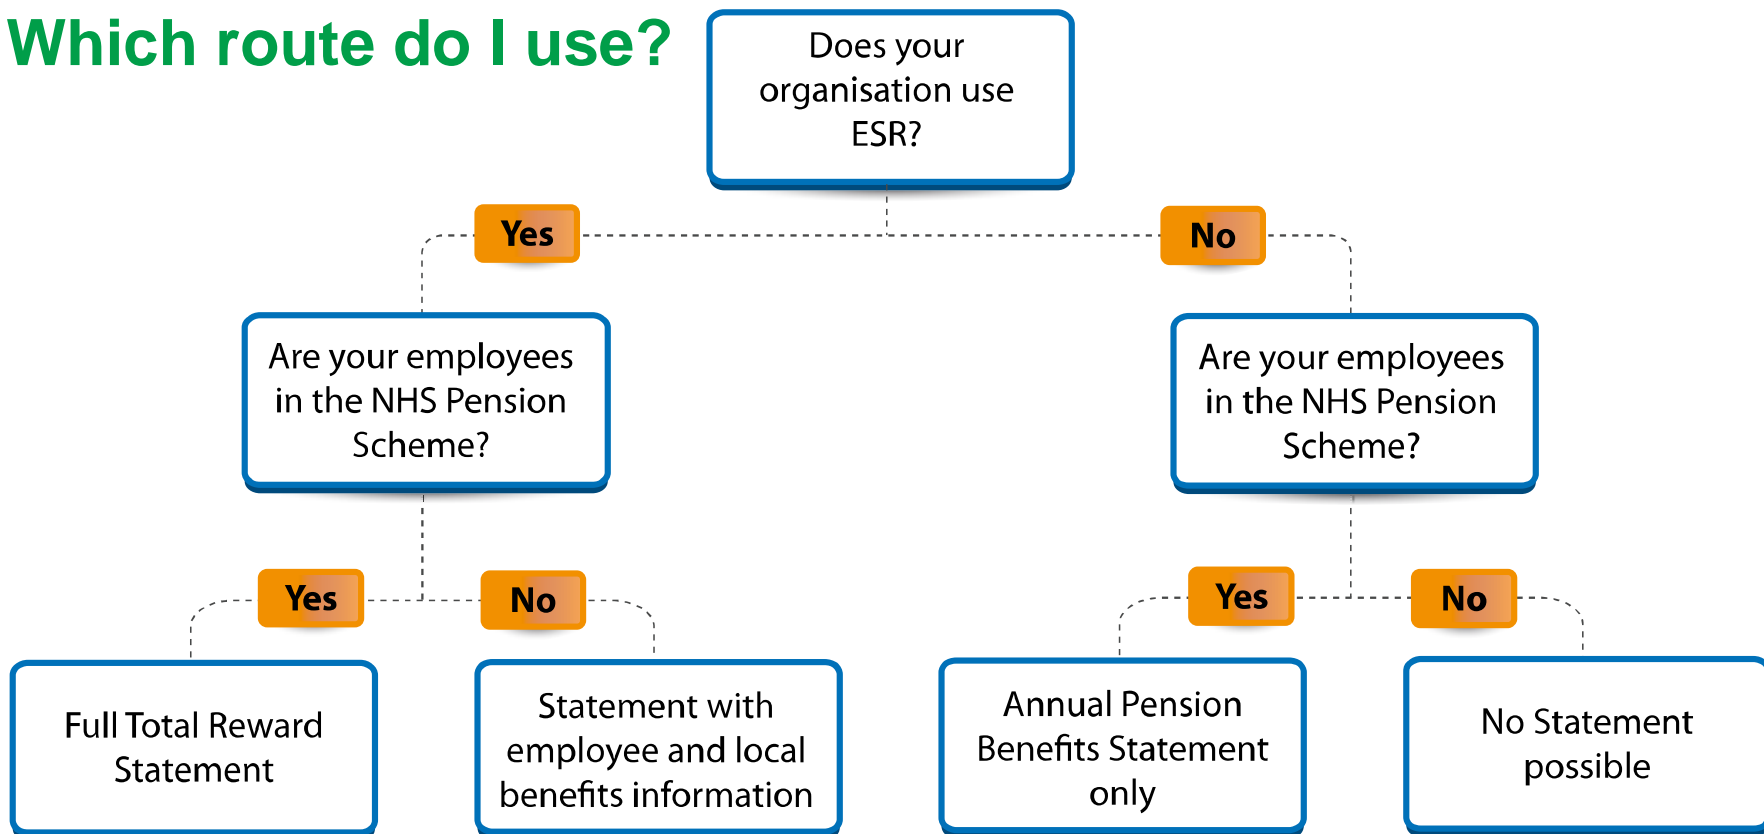 Which route do I use?
Does your
organisation use
ESR?
Yes
No
Are your employees
in the NHS Pension
Scheme?
Are your employees
in the NHS Pension
Scheme?
Yes
No
Yes
No
Full Total Reward
Statement
Statement with
employee and local
benefits information
Annual Pension
Benefits Statement
only
No Statement
possible